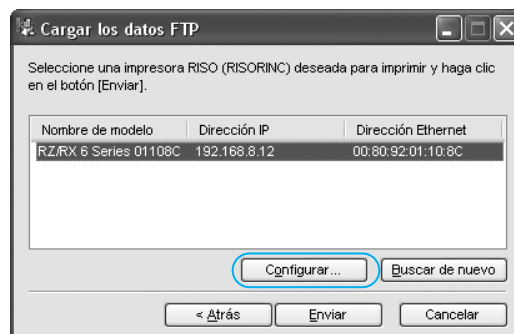 Cargar los datos FTP
Seleccione una impresora RISO (RISORINC) deseada para imprimir y haga clic
en el botón [Enviar].
Nombre de modelo Dirección IP Dirección Ethernet
RZ/RX 6 Series 01108C 192.168.8.12 00:80:92:01:10:8C
Configurar... Buscar de nuevo
< Atrás Enviar Cancelar